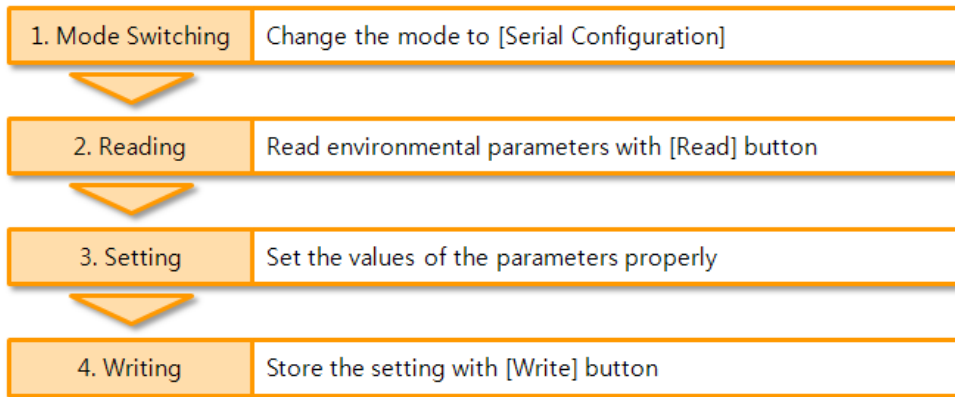 1. Mode Switching Change the mode to [Serial Configuration]
2. Reading Read environmental parameters with [Read] button
3. Setting Set the values of the parameters properly
4. Writing Store the setting with [Write] button